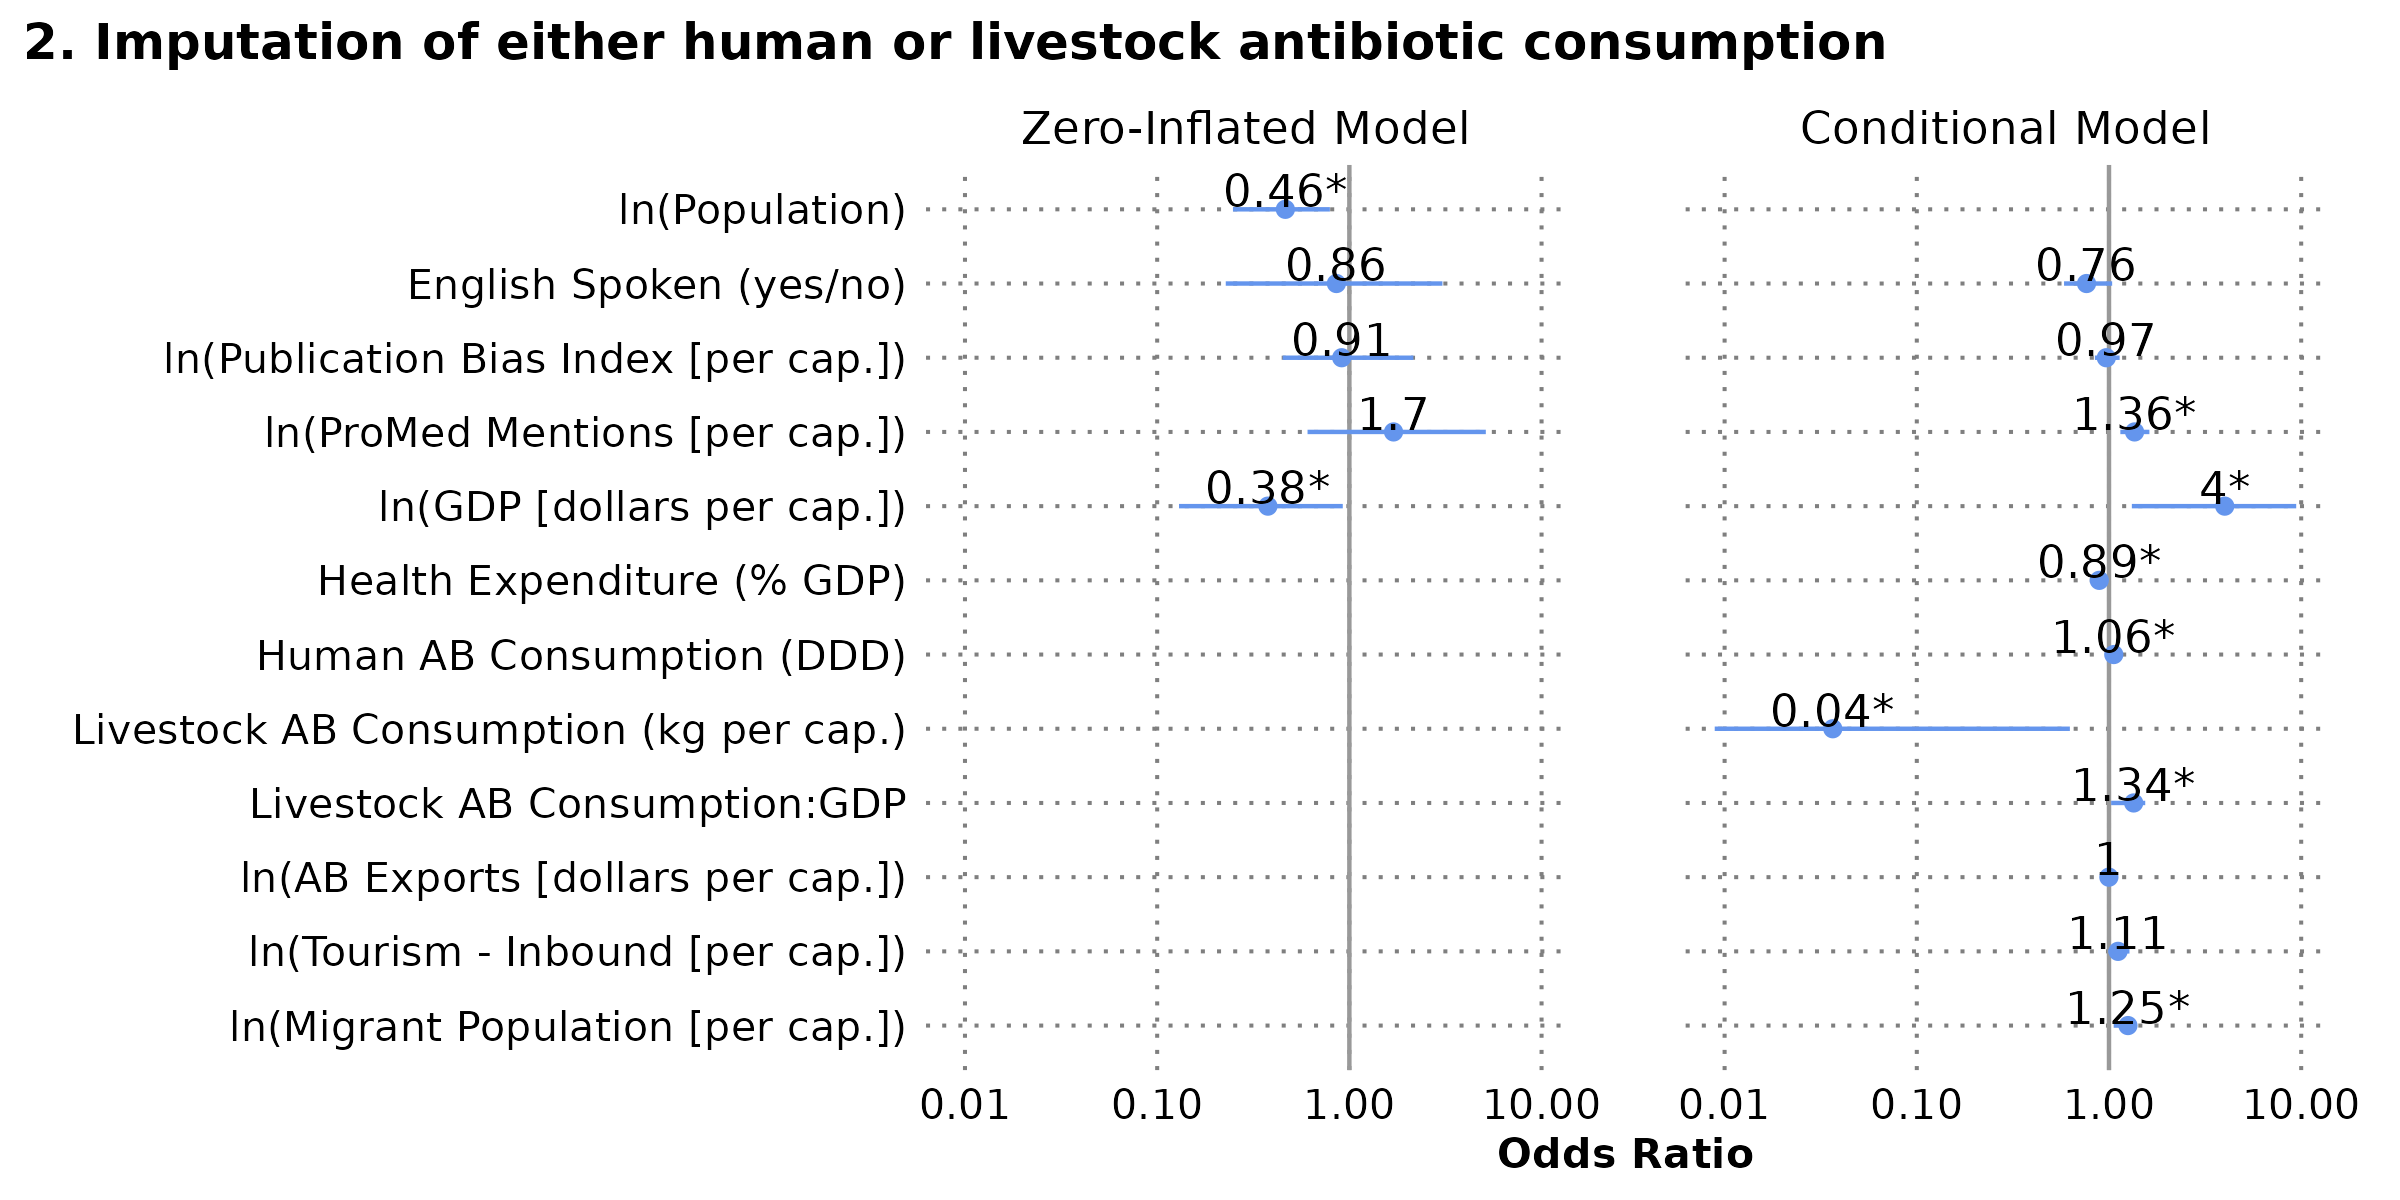 2. Imputation of either human or livestock antibiotic consumption
Zero-Inflated Model Conditional Model
ln(Population) 0.46*
English Spoken (yes/no) 0.86 0.76
ln(Publication Bias Index [per cap.]) 0.91 0.97
ln(ProMed Mentions [per cap.]) 1.7 1.36*
ln(GDP [dollars per cap.]) 0.38* 4*
Health Expenditure (% GDP) 0.89*
Human AB Consumption (DDD) 1.06*
Livestock AB Consumption (kg per cap.) 0.04*
Livestock AB Consumption:GDP 1.34*
ln(AB Exports [dollars per cap.]) 1
ln(Tourism - Inbound [per cap.]) 1.11
ln(Migrant Population [per cap.]) 1.25*
0.01 0.10 1.00 10.00 0.01 0.10 1.00 10.00
Odds Ratio